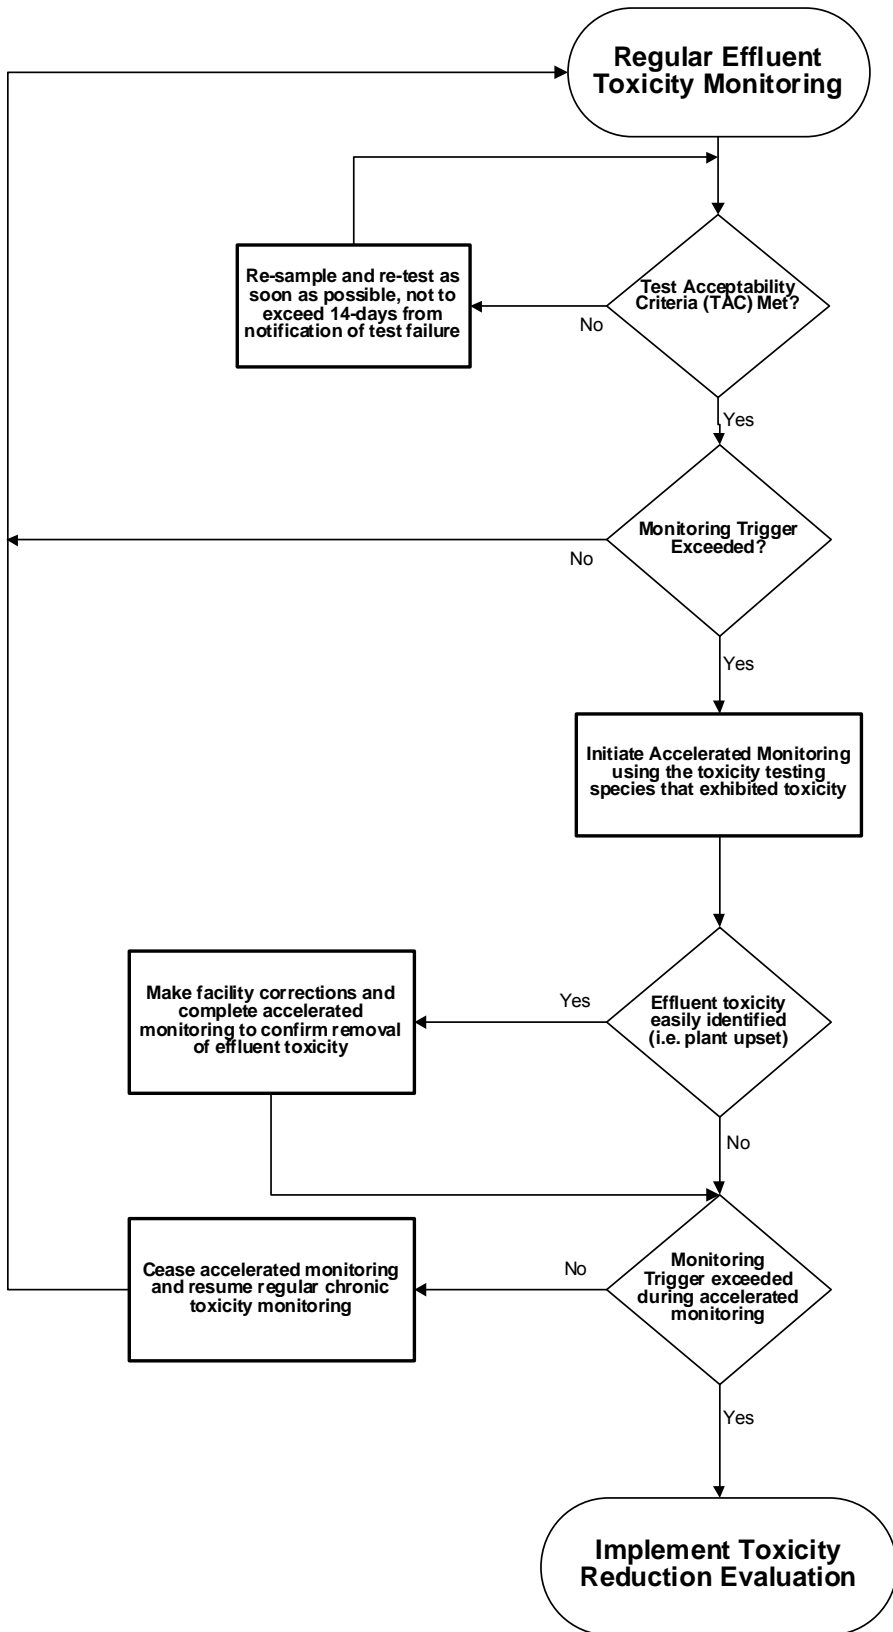 Regular Effluent
Toxicity Monitoring
Test Acceptability
Criteria (TAC) Met?
No
Re-sample and re-test as
soon as possible, not to
exceed 14-days from
notification of test failure
Yes
Monitoring Trigger
Exceeded?
No
Yes
Initiate Accelerated Monitoring
using the toxicity testing
species that exhibited toxicity
Effluent toxicity
easily identified
(i.e. plant upset)
Yes
Make facility corrections and
complete accelerated
monitoring to confirm removal
of effluent toxicity
No
Monitoring
Trigger exceeded
during accelerated
monitoring
No
Cease accelerated monitoring
and resume regular chronic
toxicity monitoring
Yes
Implement Toxicity
Reduction Evaluation